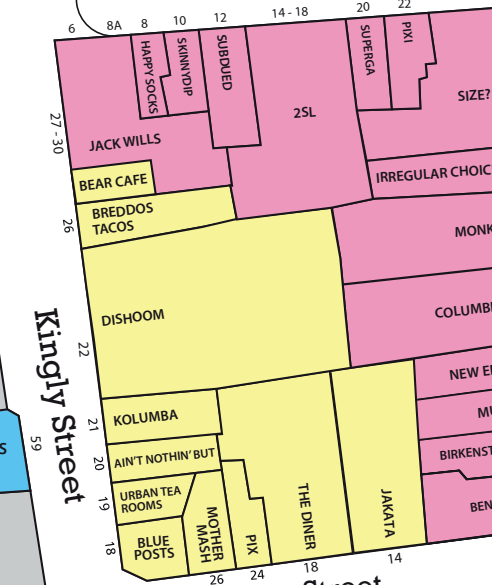 6
8A
8
10
12
14 - 18
20
22
HAPPY SOCKS
SKINNYDIP
SUBDUED
2SL
SUPERGA
PIXI
SIZE?
27 - 30
JACK WILLS
BEAR CAFE
IRREGULAR CHOIC
BREDDOS
TACOS
26
MONK
DISHOOM
COLUMBI
22
Kingly Street
NEW E
KOLUMBA
21
MU
AIN'T NOTHIN' BUT
20
BIRKENST
59
S
URBAN TEA
ROOMS
19
BEN
BLUE
POSTS
18
MOTHER
MASH
PIX
THE DINER
JAKATA
26
24
18
14
Street